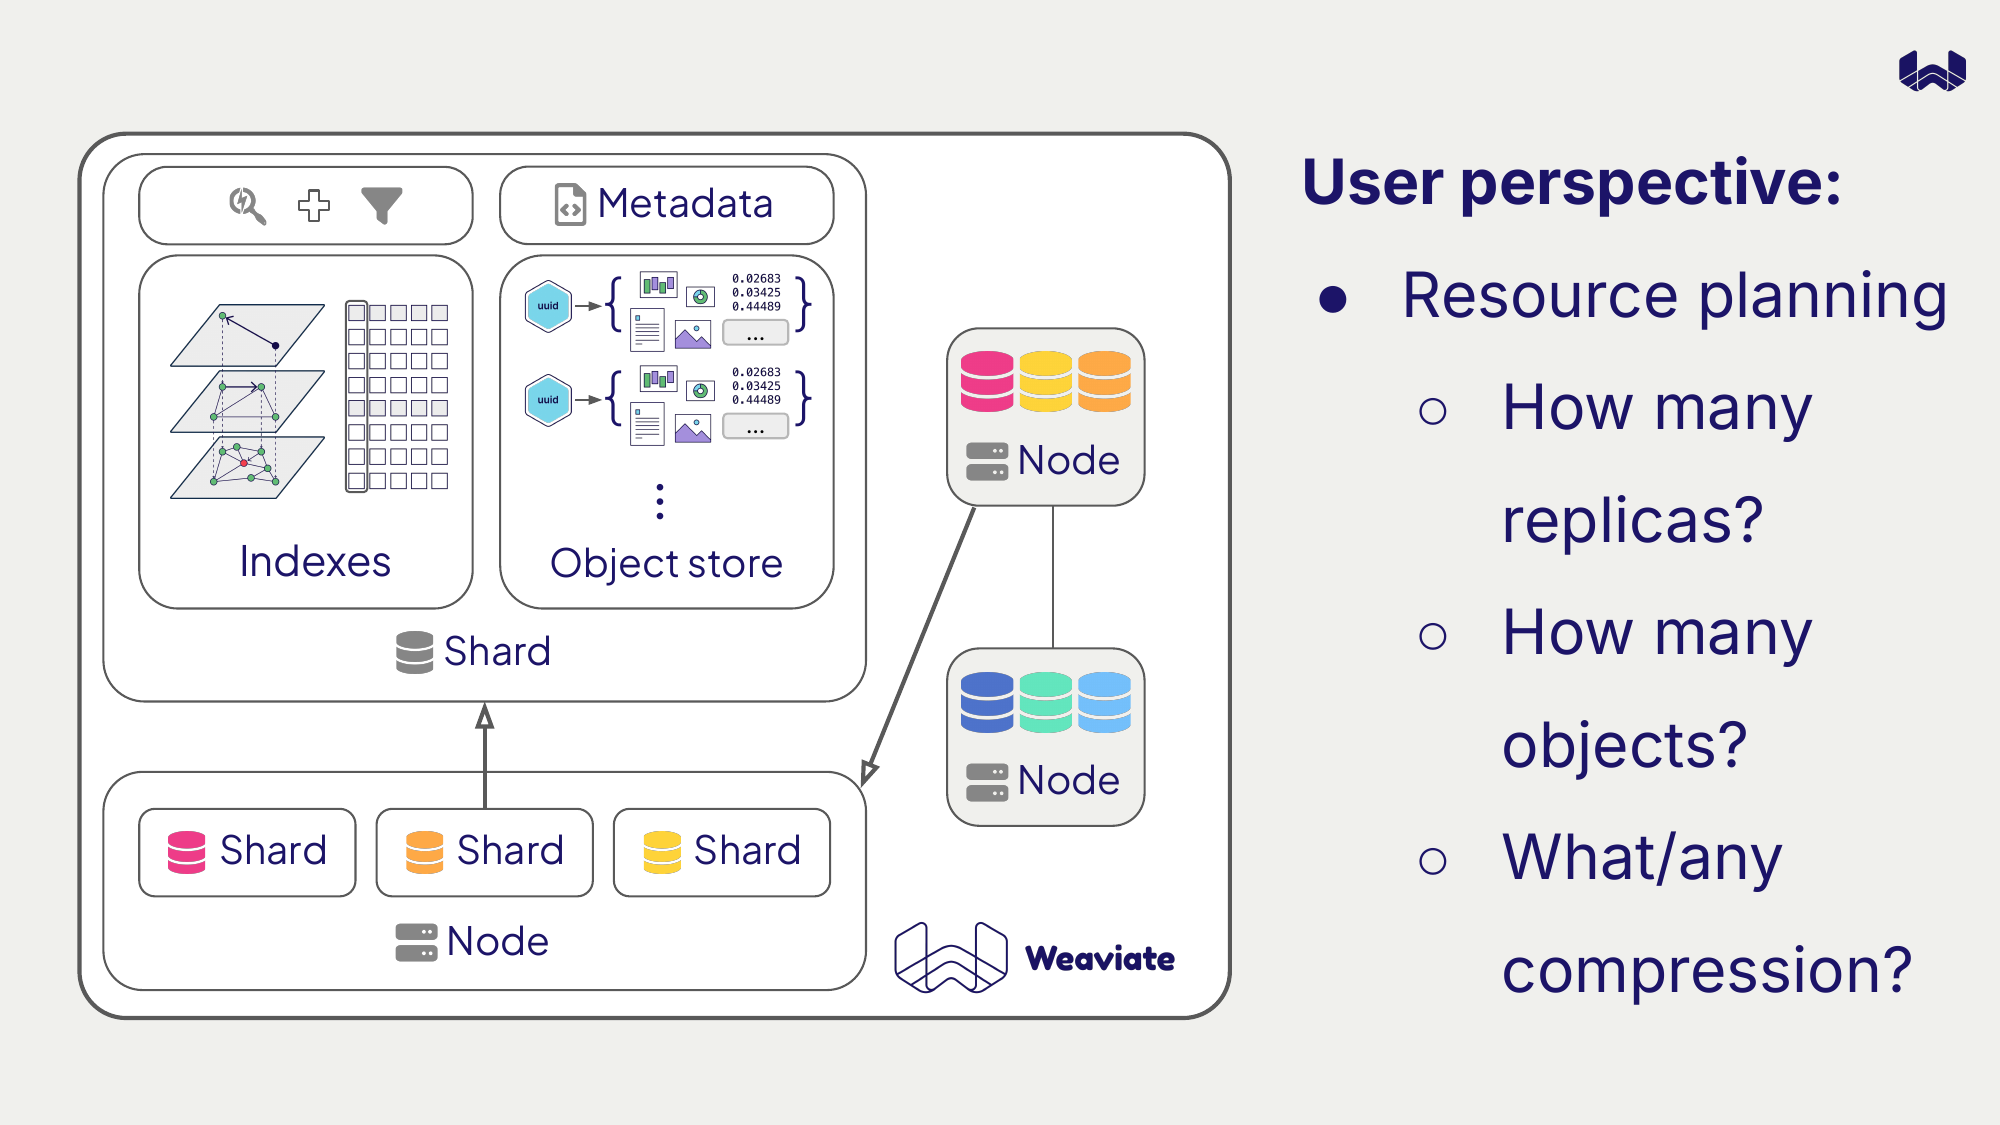 Metadata
uuid
0.02683
0.03425
0.44489
...
uuid
0.02683
0.03425
0.44489
...
Indexes
Object store
Shard
Shard
Shard
Shard
Node
Node
Node
Weaviate
User perspective:
● Resource planning
○ How many
replicas?
○ How many
objects?
○ What/any
compression?